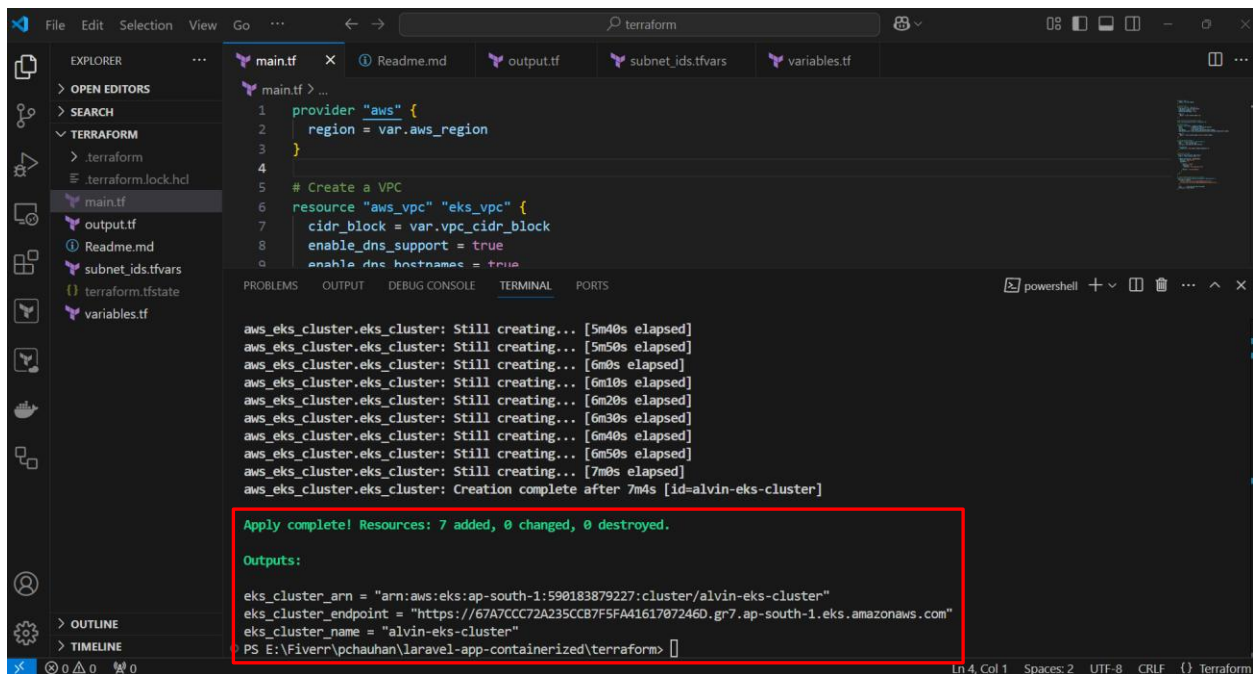 File Edit Selection View Go ... terraform
EXPLORER ...
main.tf
Readme.md
output.tf
subnet_ids.tfvars
variables.tf
> OPEN EDITORS
> SEARCH
TERRAFORM
> .terraform
.terraform.lock.hcl
main.tf
output.tf
Readme.md
subnet_ids.tfvars
{} terraform.tfstate
variables.tf
> OUTLINE
> TIMELINE
main.tf > ...
1 provider "aws" {
2 region = var.aws_region
3 }
4
5 # Create a VPC
6 resource "aws_vpc" "eks_vpc" {
7 cidr_block = var.vpc_cidr_block
8 enable_dns_support = true
9 enable_dns_hostnames = true
PROBLEMS OUTPUT DEBUG CONSOLE TERMINAL PORTS powershell
aws_eks_cluster.eks_cluster: Still creating... [5m40s elapsed]
aws_eks_cluster.eks_cluster: Still creating... [5m50s elapsed]
aws_eks_cluster.eks_cluster: Still creating... [6m0s elapsed]
aws_eks_cluster.eks_cluster: Still creating... [6m10s elapsed]
aws_eks_cluster.eks_cluster: Still creating... [6m20s elapsed]
aws_eks_cluster.eks_cluster: Still creating... [6m30s elapsed]
aws_eks_cluster.eks_cluster: Still creating... [6m40s elapsed]
aws_eks_cluster.eks_cluster: Still creating... [6m50s elapsed]
aws_eks_cluster.eks_cluster: Still creating... [7m0s elapsed]
aws_eks_cluster.eks_cluster: Creation complete after 7m4s [id=alvin-eks-cluster]
Apply complete! Resources: 7 added, 0 changed, 0 destroyed.
Outputs:
eks_cluster_arn = "arn:aws:eks:ap-south-1:590183879227:cluster/alvin-eks-cluster"
eks_cluster_endpoint = "https://67A7CCC72A235CCB7F5FA4161707246D.gr7.ap-south-1.eks.amazonaws.com"
eks_cluster_name = "alvin-eks-cluster"
PS E:\Fiverr\pchauhan\laravel-app-containerized\terraform>
0 0 0 Ln 4, Col 1 Spaces: 2 UTF-8 CRLF {} Terraform